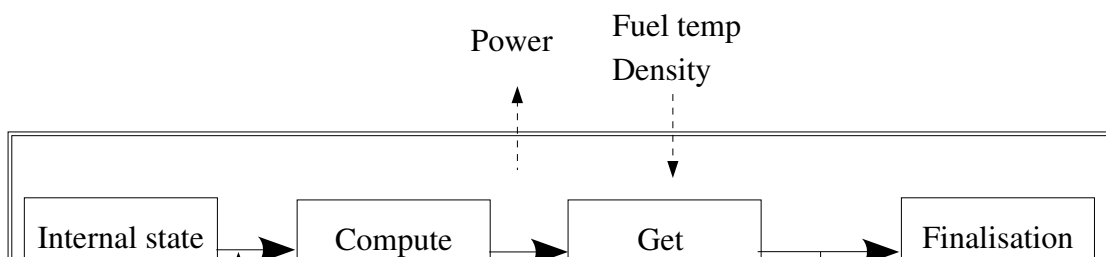 Power
Fuel temp
Density
Internal state
Compute
Get
Finalisation